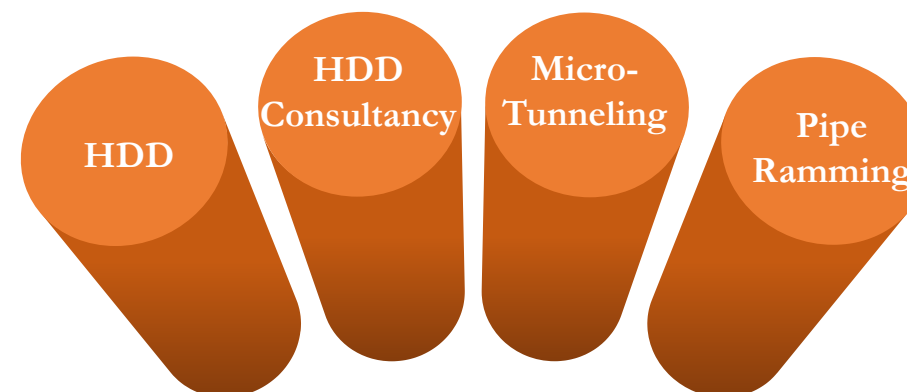 HDD
HDD
Consultancy
Micro-
Tunneling
Pipe
Ramming